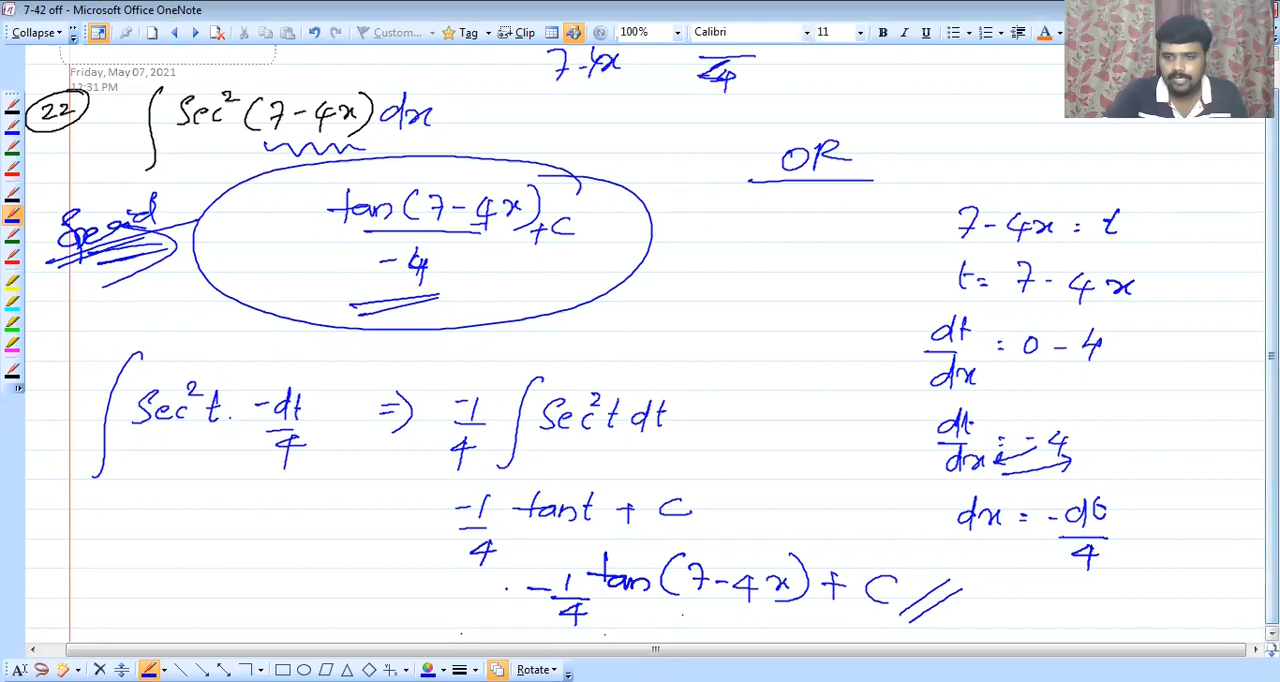 7-42 off - Microsoft Office OneNote
Collapse Custom... Tag Clip 100% Calibri 11 B I U A
7-4x -4
Friday, May 07, 2021
12:31 PM
22 ∫ Sec² (7-4x) dx
OR
tan(7-4x) + C
-4
7-4x = t
t = 7-4x
dt/dx = 0-4
∫ Sec² t . -dt/4 ⇒ -1/4 ∫ Sec² t dt
dt/dx = -4
-1/4 tan t + C
dx = -dt/4
-1/4 tan(7-4x) + C //
Rotate